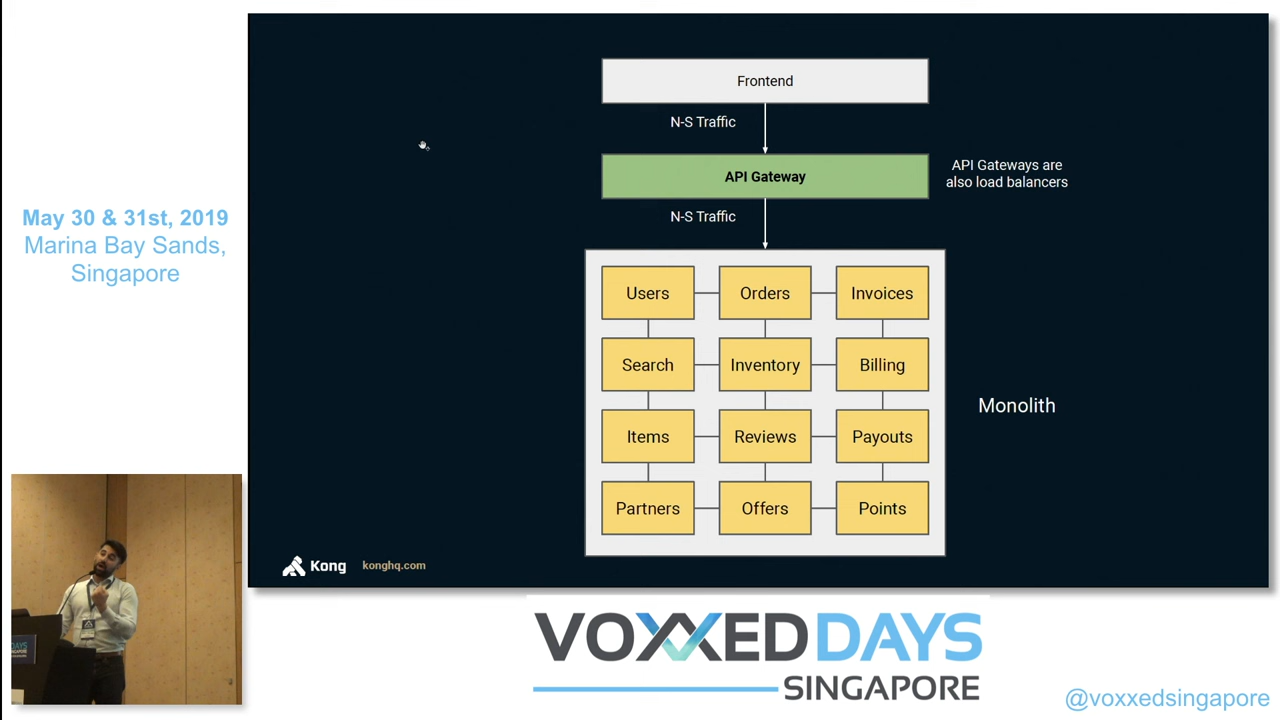 May 30 & 31st, 2019
Marina Bay Sands,
Singapore
Frontend
N-S Traffic
API Gateway
API Gateways are
also load balancers
N-S Traffic
Users
Orders
Invoices
Search
Inventory
Billing
Items
Reviews
Payouts
Partners
Offers
Points
Monolith
Kong
konghq.com
DAYS
VOXXED DAYS
SINGAPORE
@voxxedsingapore